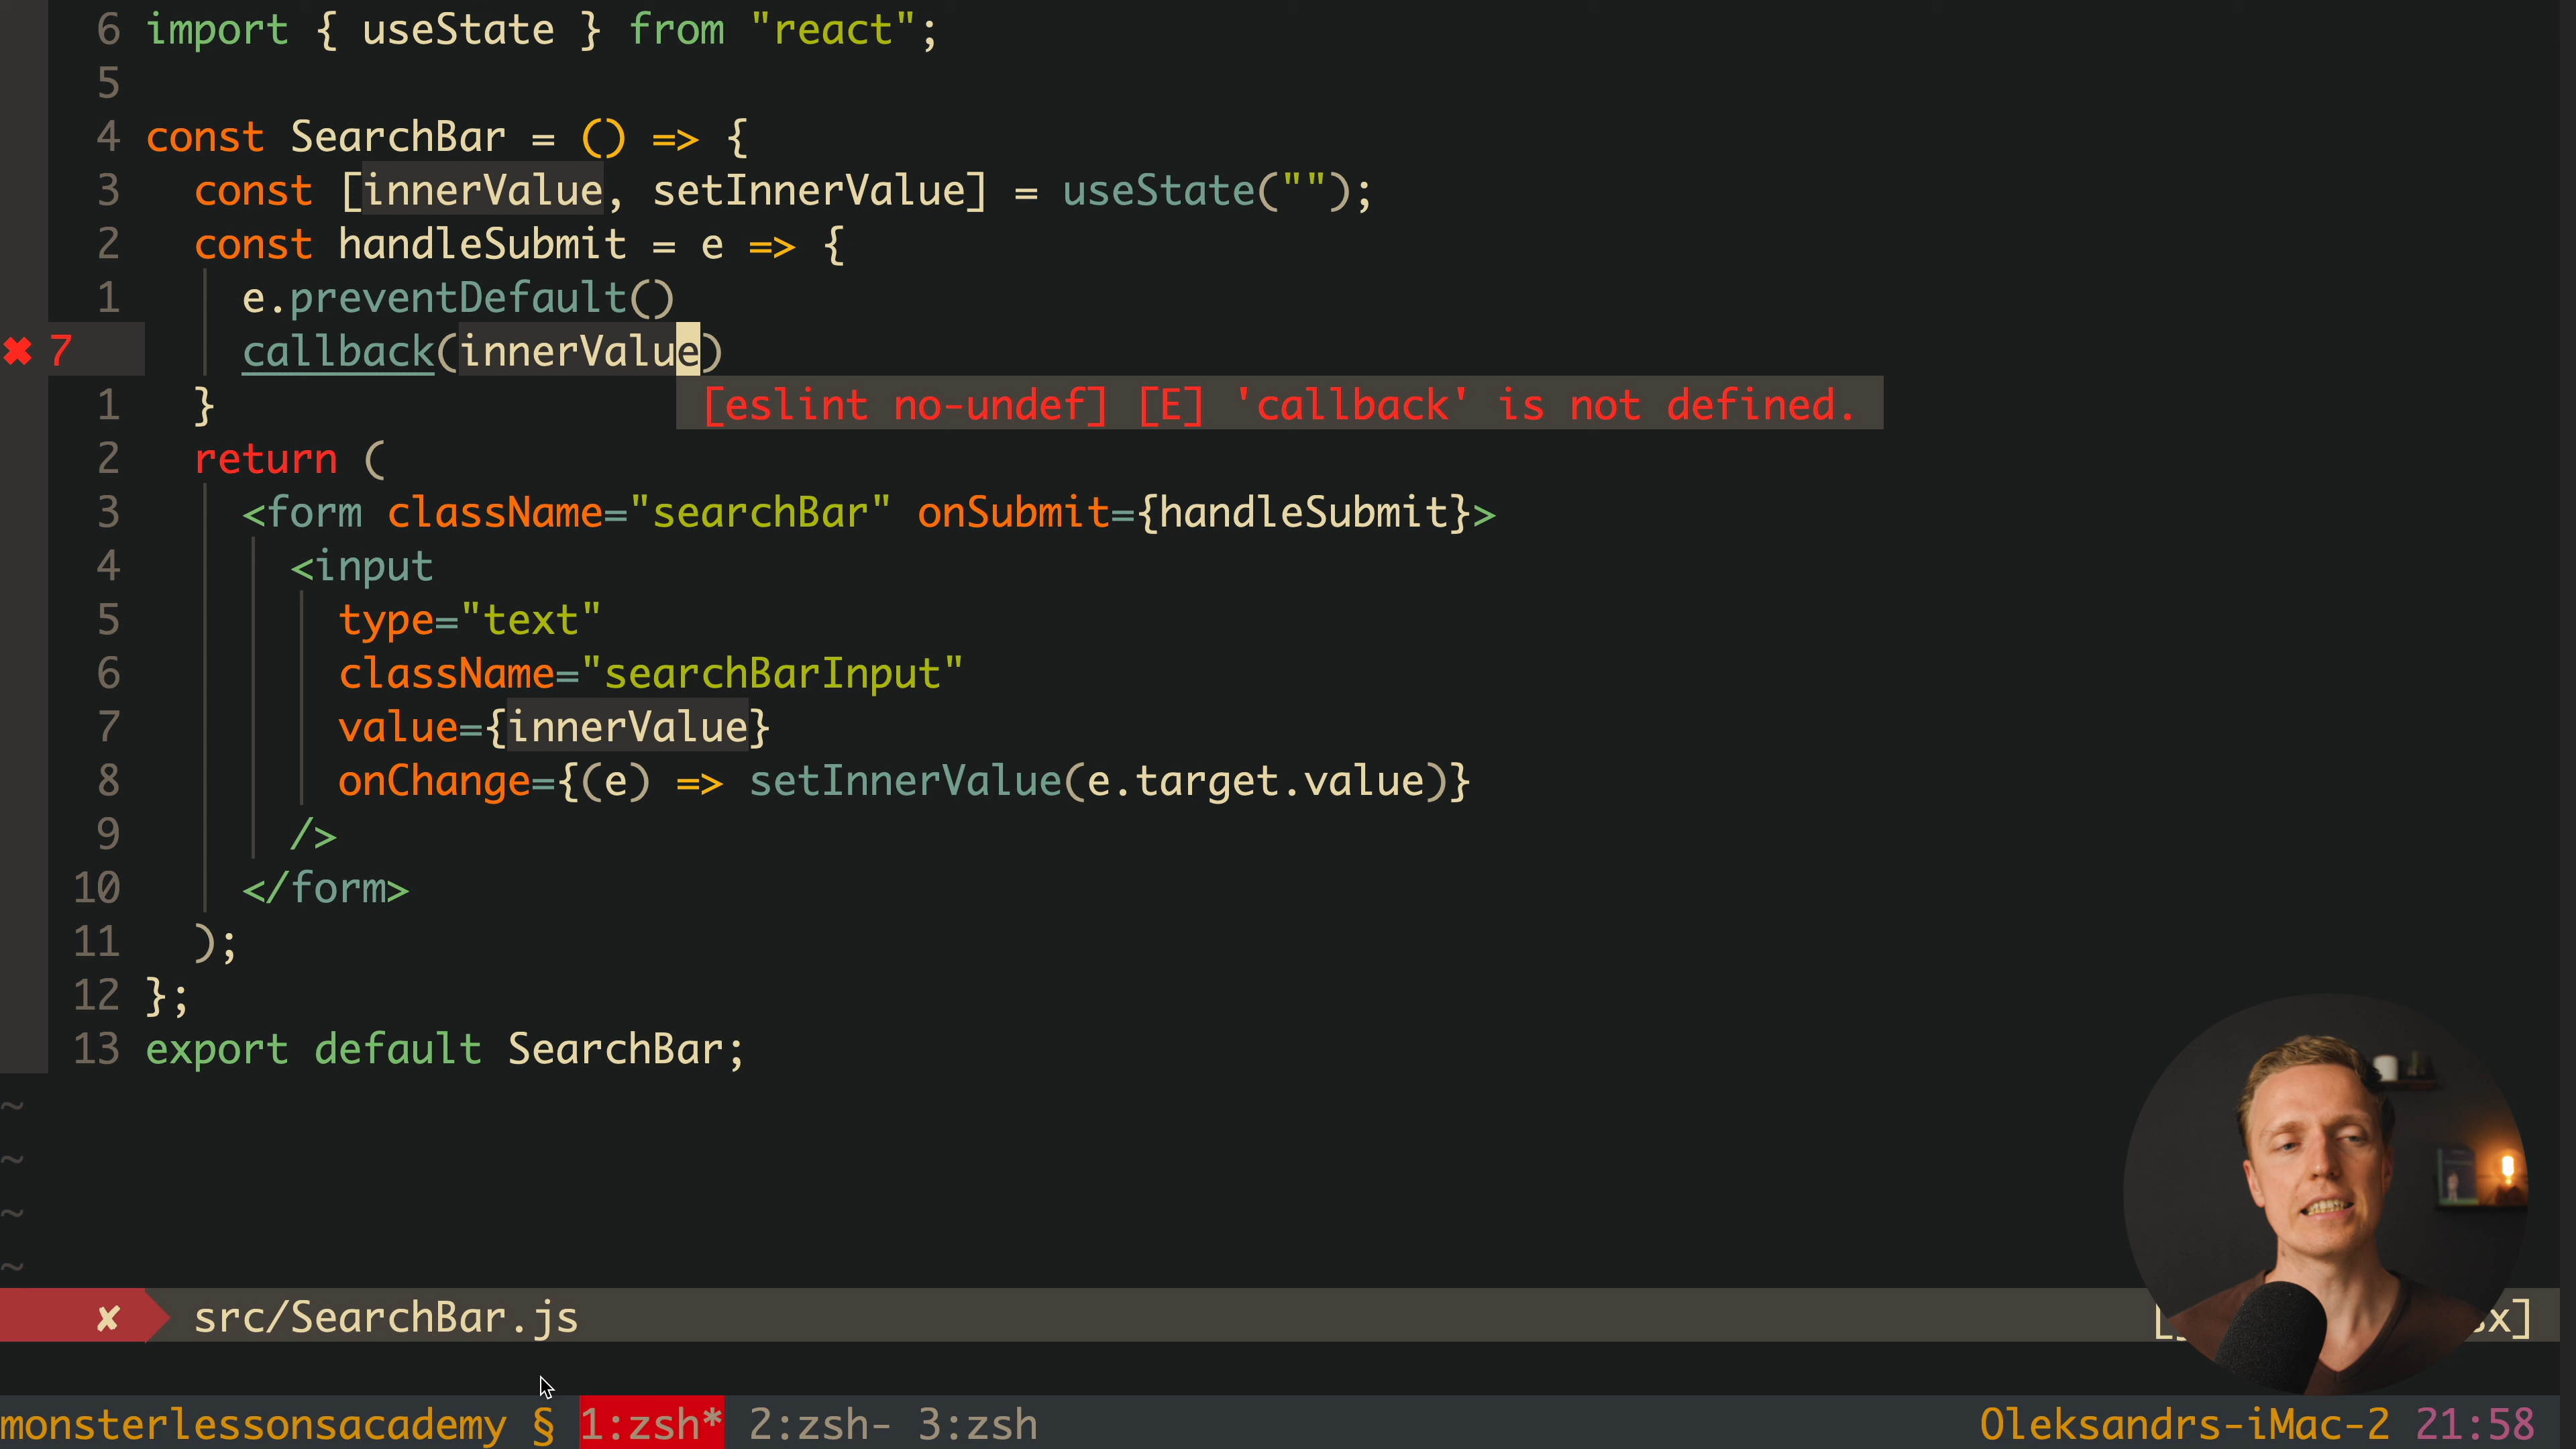 6 import { useState } from "react";
5
4 const SearchBar = () => {
3 const [innerValue, setInnerValue] = useState("");
2 const handleSubmit = e => {
1 e.preventDefault()
✖ 7 callback(innerValue)
1 } [eslint no-undef] [E] 'callback' is not defined.
2 return (
3 <form className="searchBar" onSubmit={handleSubmit}>
4 <input
5 type="text"
6 className="searchBarInput"
7 value={innerValue}
8 onChange={(e) => setInnerValue(e.target.value)}
9 />
10 </form>
11 );
12 };
13 export default SearchBar;
~
~
~
~
✘ src/SearchBar.js
monsterlessonsacademy § 1:zsh* 2:zsh- 3:zsh Oleksandrs-iMac-2 21:58